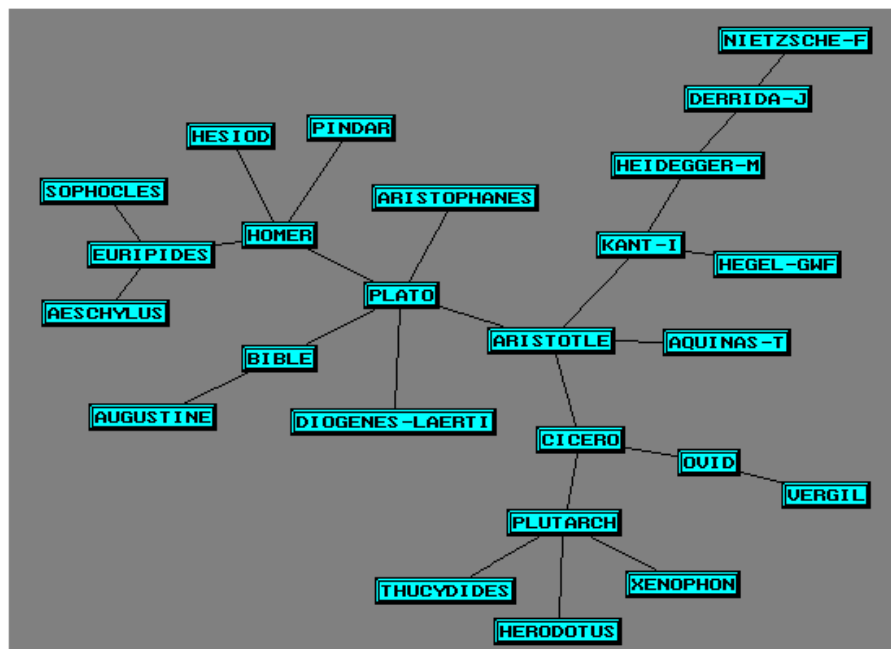 NIETZSCHE-F
DERRIDA-J
HESIOD
PINDAR
HEIDEGGER-M
SOPHOCLES
ARISTOPHANES
HOMER
KANT-I
EURIPIDES
HEGEL-GWF
PLATO
AESCHYLUS
ARISTOTLE
AQUINAS-T
BIBLE
AUGUSTINE
DIOGENES-LAERTI
CICERO
OVID
VERGIL
PLUTARCH
THUCYDIDES
XENOPHON
HERODOTUS